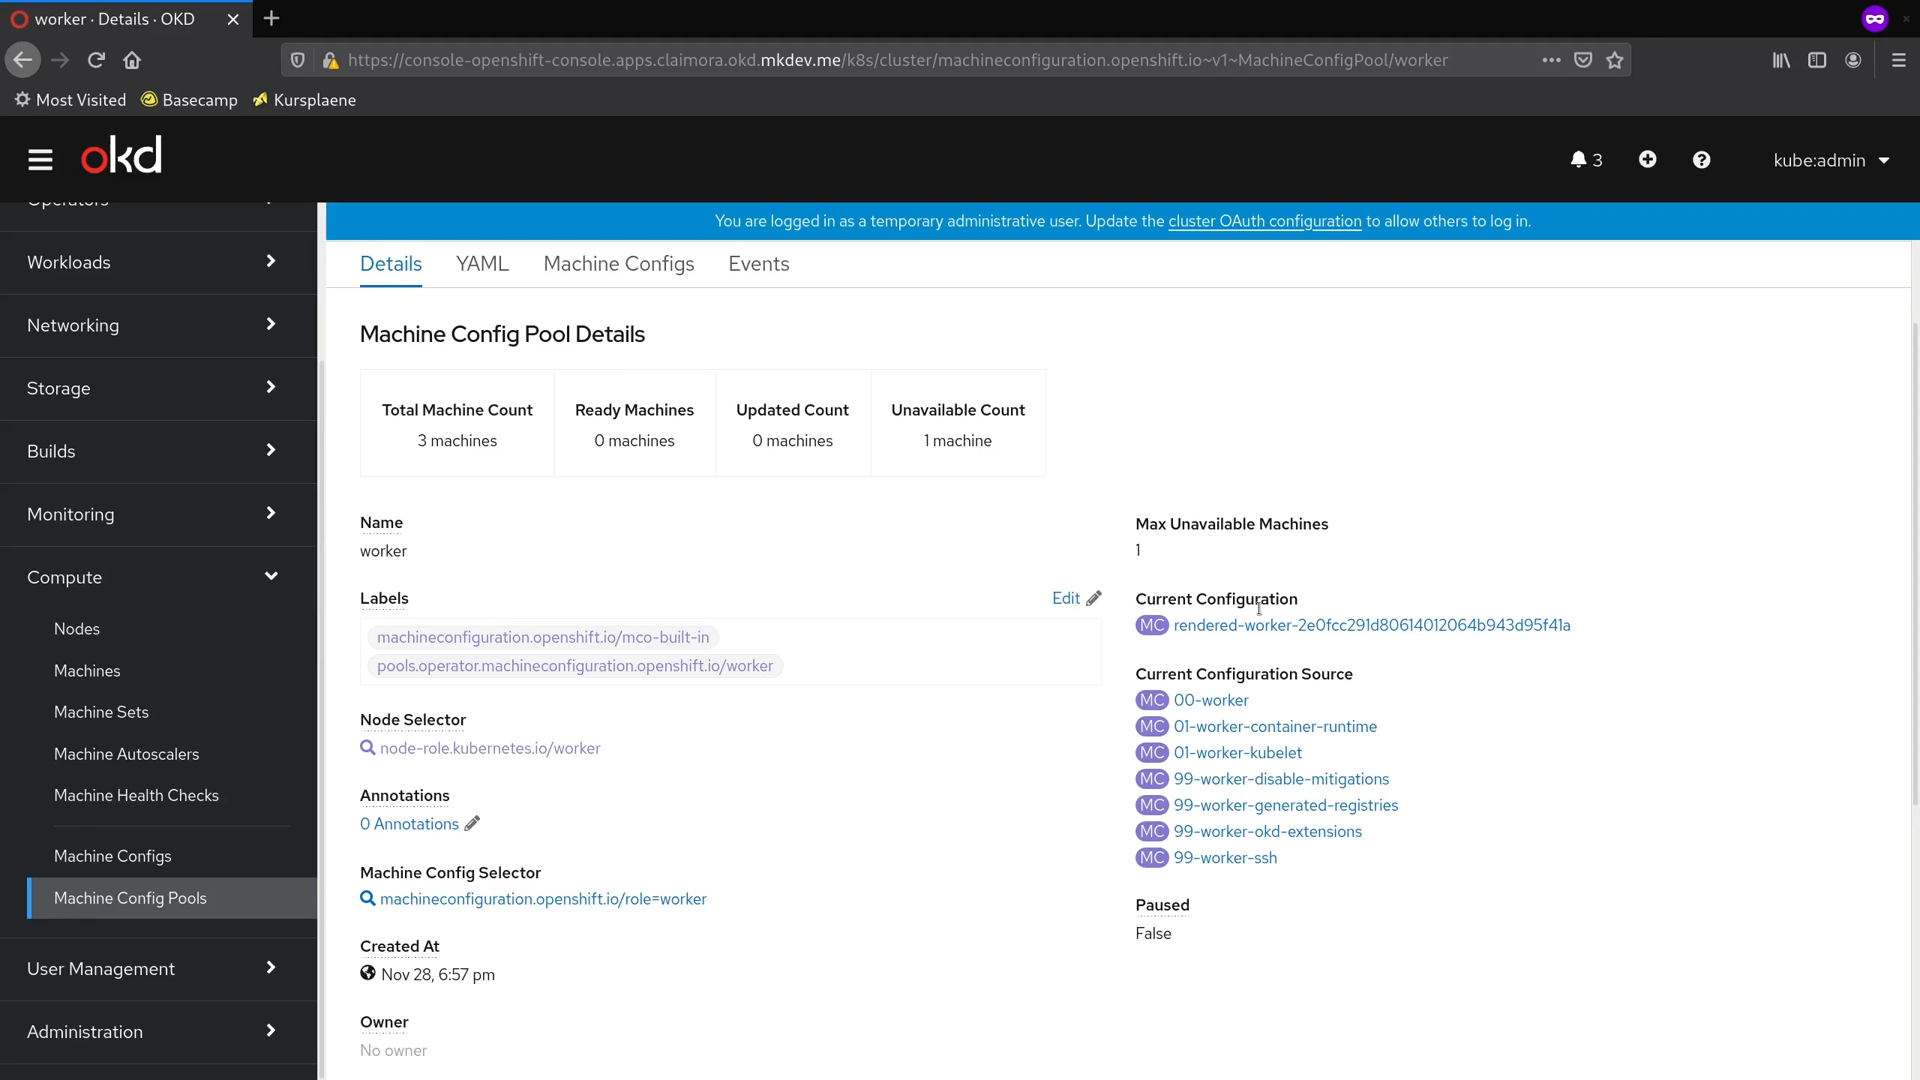 worker · Details · OKD
https://console-openshift-console.apps.claimora.okd.mkdev.me/k8s/cluster/machineconfiguration.openshift.io~v1~MachineConfigPool/worker
Most Visited
Basecamp
Kursplaene
okd
3
kube:admin
Operators
Workloads
Networking
Storage
Builds
Monitoring
Compute
Nodes
Machines
Machine Sets
Machine Autoscalers
Machine Health Checks
Machine Configs
Machine Config Pools
User Management
Administration
You are logged in as a temporary administrative user. Update the cluster OAuth configuration to allow others to log in.
Details
YAML
Machine Configs
Events
Machine Config Pool Details
Total Machine Count
3 machines
Ready Machines
0 machines
Updated Count
0 machines
Unavailable Count
1 machine
Name
worker
Labels
Edit
machineconfiguration.openshift.io/mco-built-in
pools.operator.machineconfiguration.openshift.io/worker
Node Selector
node-role.kubernetes.io/worker
Annotations
0 Annotations
Machine Config Selector
machineconfiguration.openshift.io/role=worker
Created At
Nov 28, 6:57 pm
Owner
No owner
Max Unavailable Machines
1
Current Configuration
MC rendered-worker-2e0fcc291d80614012064b943d95f41a
Current Configuration Source
MC 00-worker
MC 01-worker-container-runtime
MC 01-worker-kubelet
MC 99-worker-disable-mitigations
MC 99-worker-generated-registries
MC 99-worker-okd-extensions
MC 99-worker-ssh
Paused
False